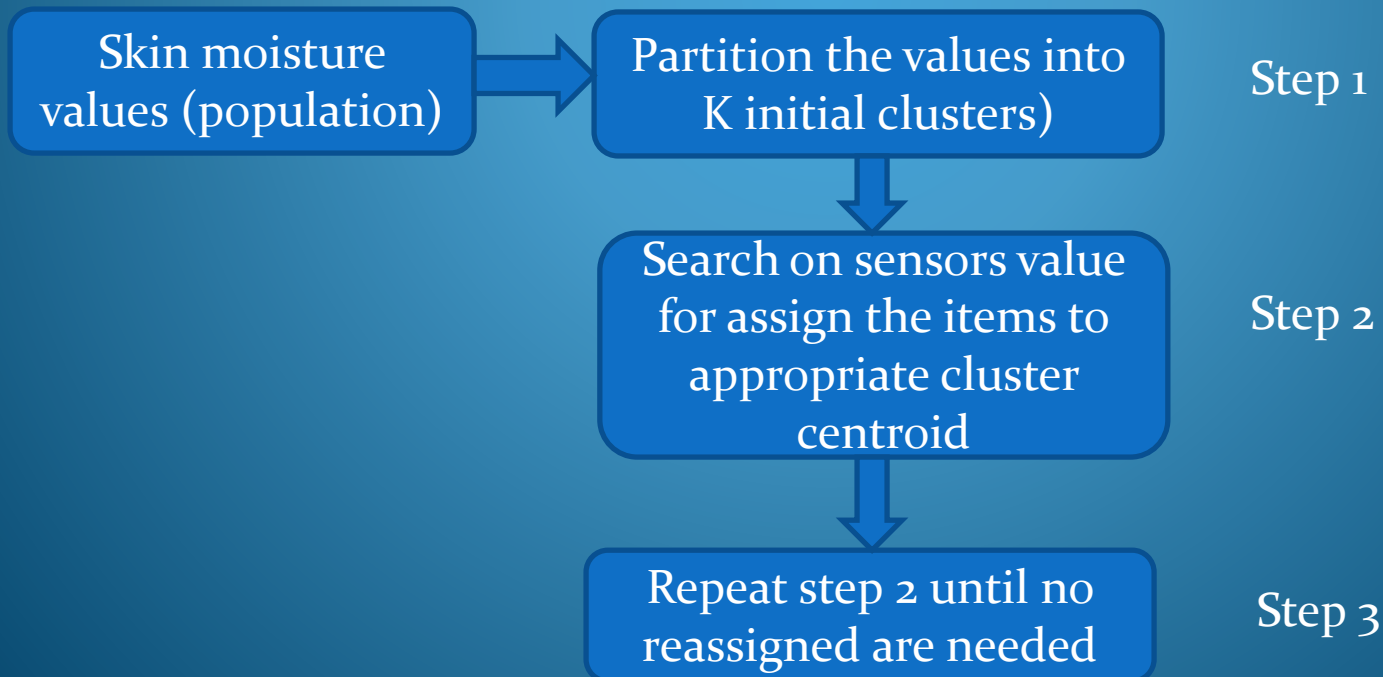 Skin moisture
values (population)
Partition the values into
K initial clusters)
Step 1
Search on sensors value
for assign the items to
appropriate cluster
centroid
Step 2
Repeat step 2 until no
reassigned are needed
Step 3